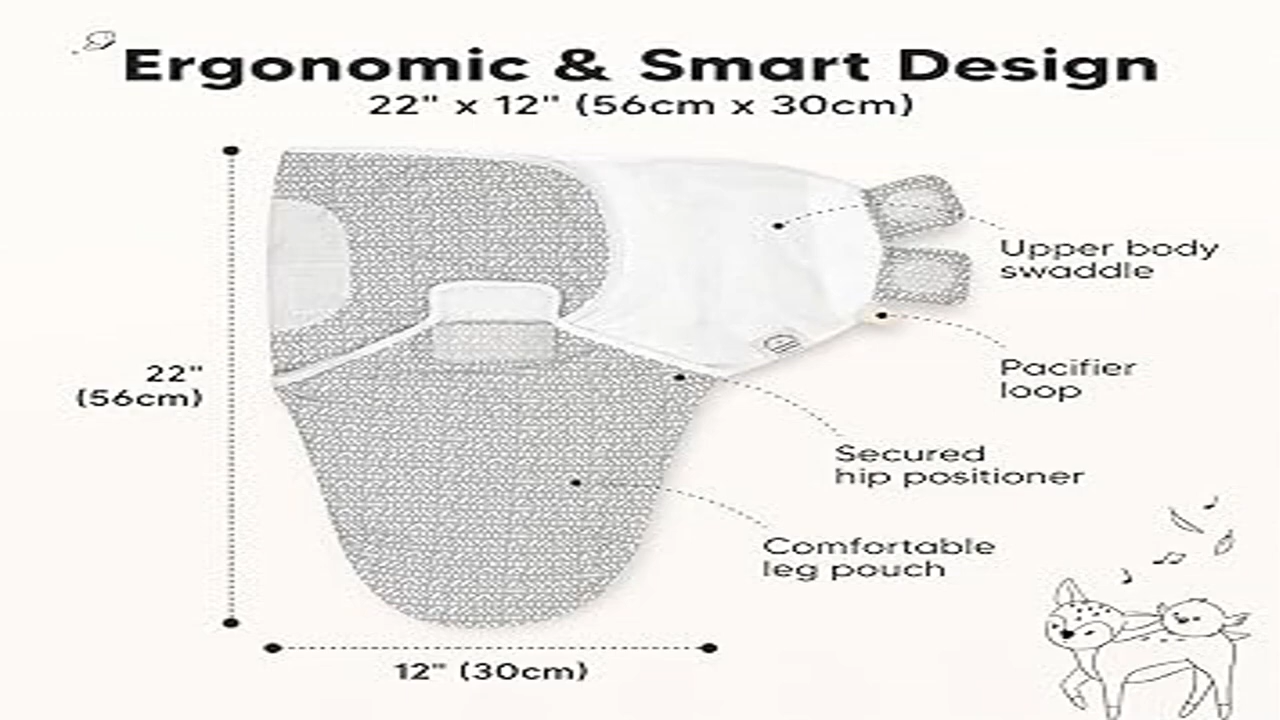 Ergonomic & Smart Design
22" x 12" (56cm x 30cm)
Upper body
swaddle
Pacifier
loop
22"
(56cm)
Secured
hip positioner
Comfortable
leg pouch
12" (30cm)